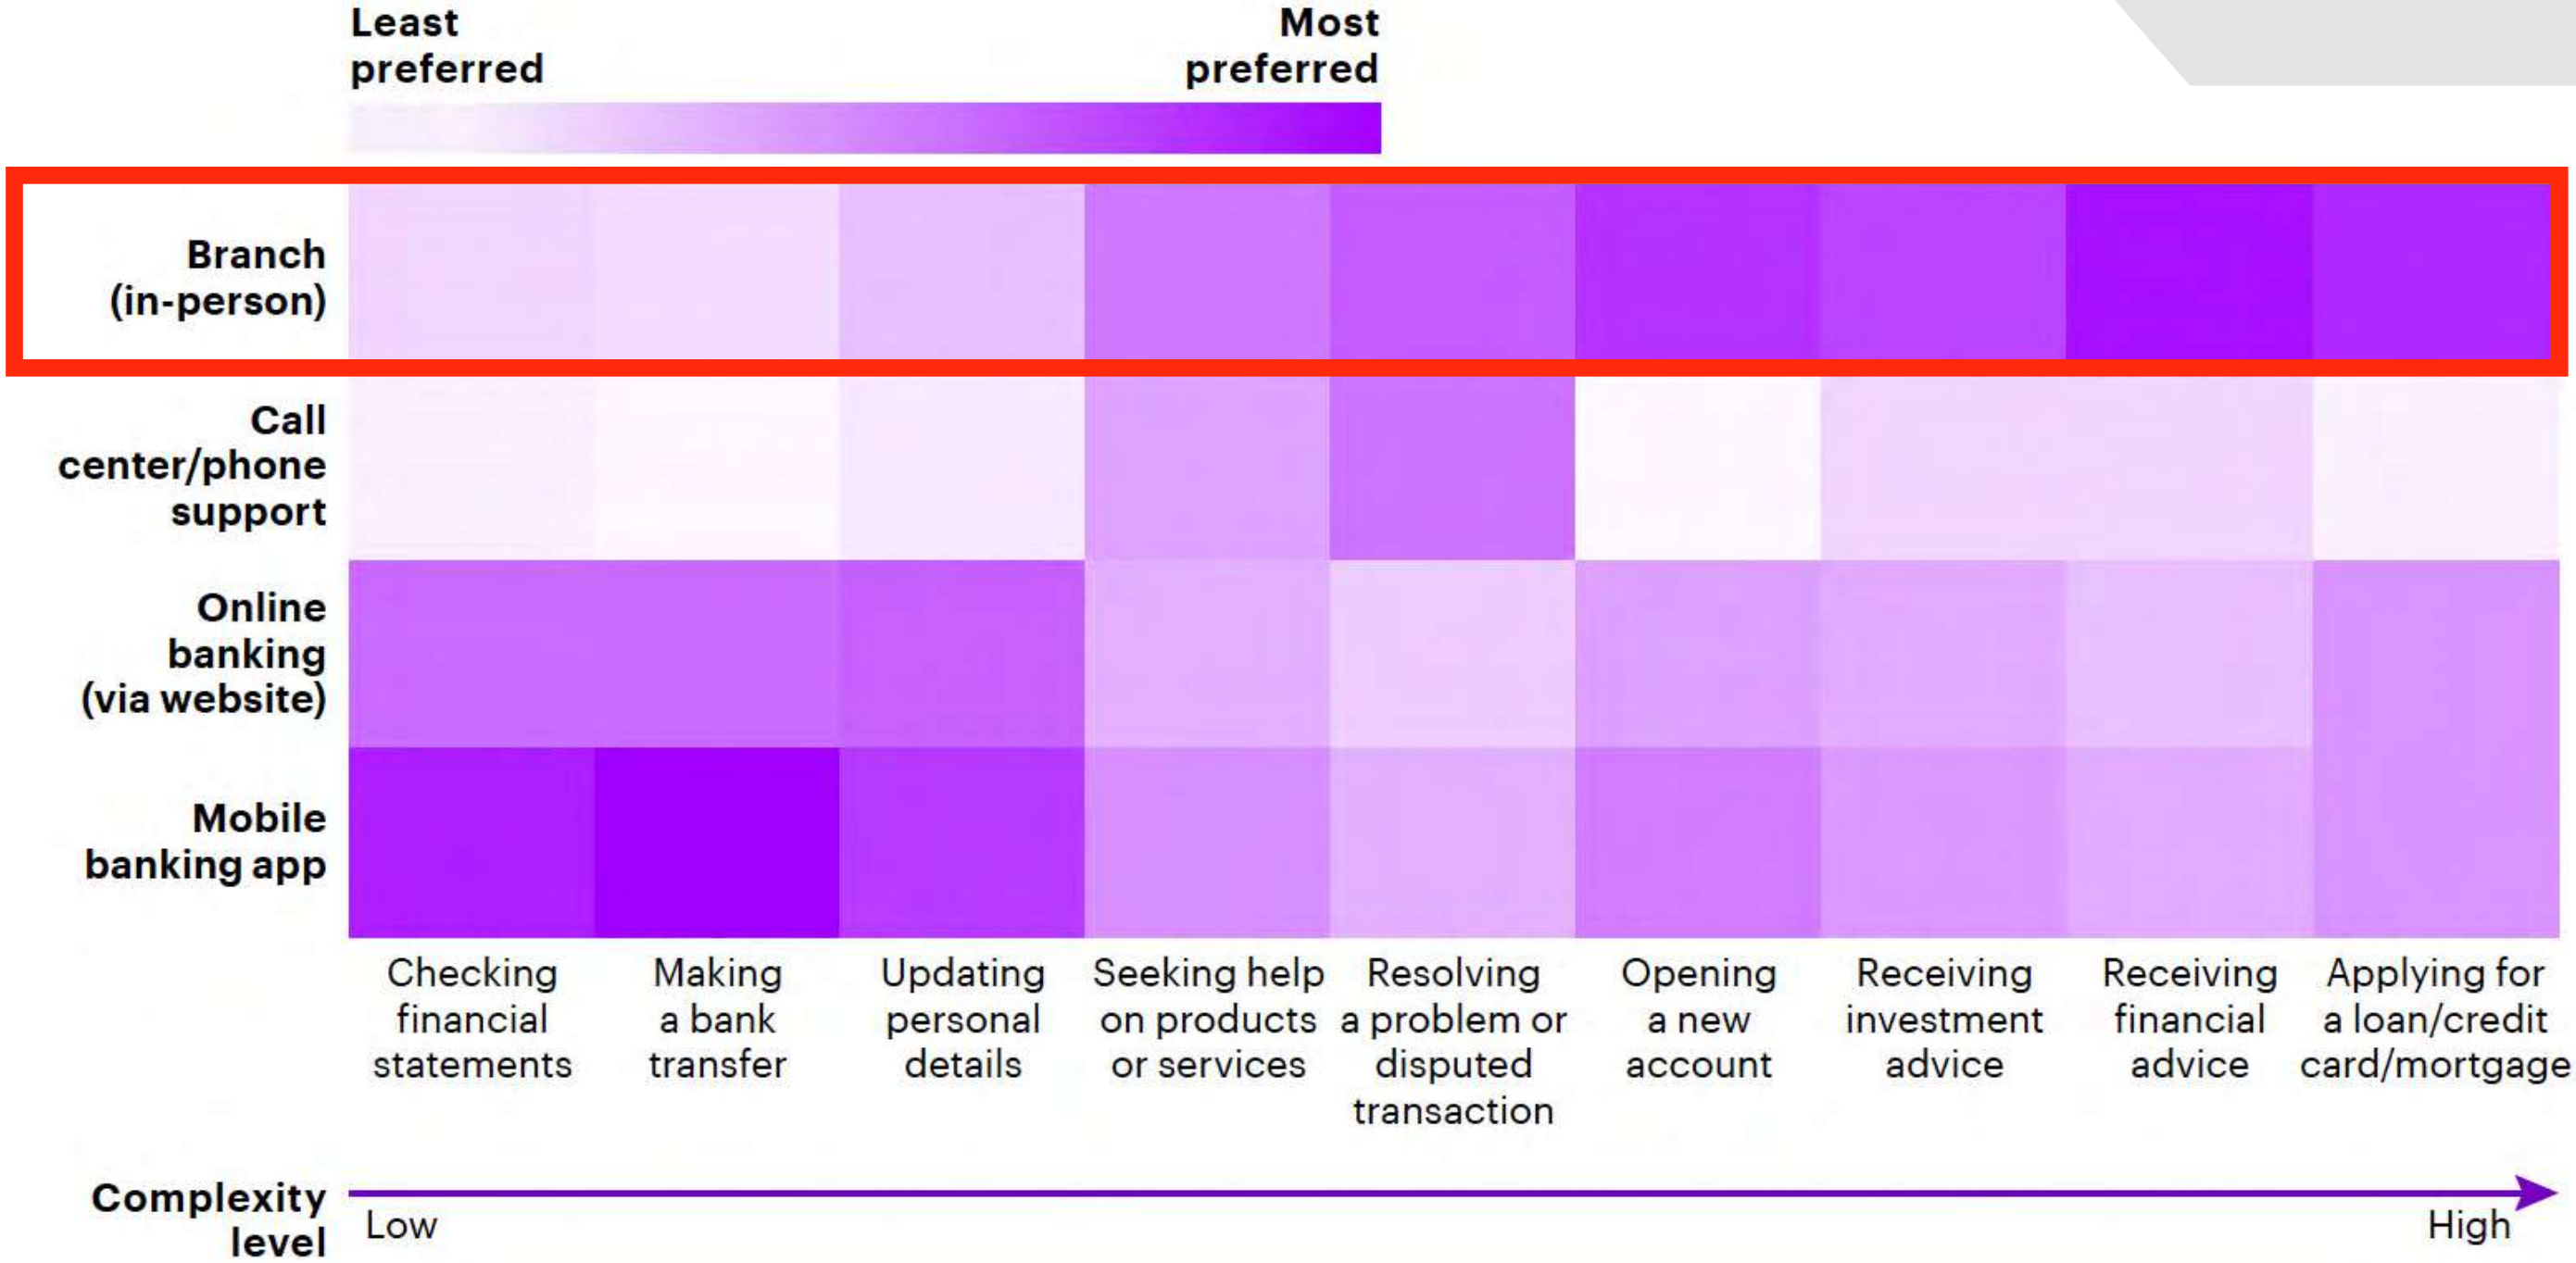 Least
preferred
Most
preferred
Branch
(in-person)
Call
center/phone
support
Online
banking
(via website)
Mobile
banking app
Checking
financial
statements
Making
a bank
transfer
Updating
personal
details
Seeking help
on products
or services
Resolving
a problem or
disputed
transaction
Opening
a new
account
Receiving
investment
advice
Receiving
financial
advice
Applying for
a loan/credit
card/mortgage
Complexity
level
Low
High